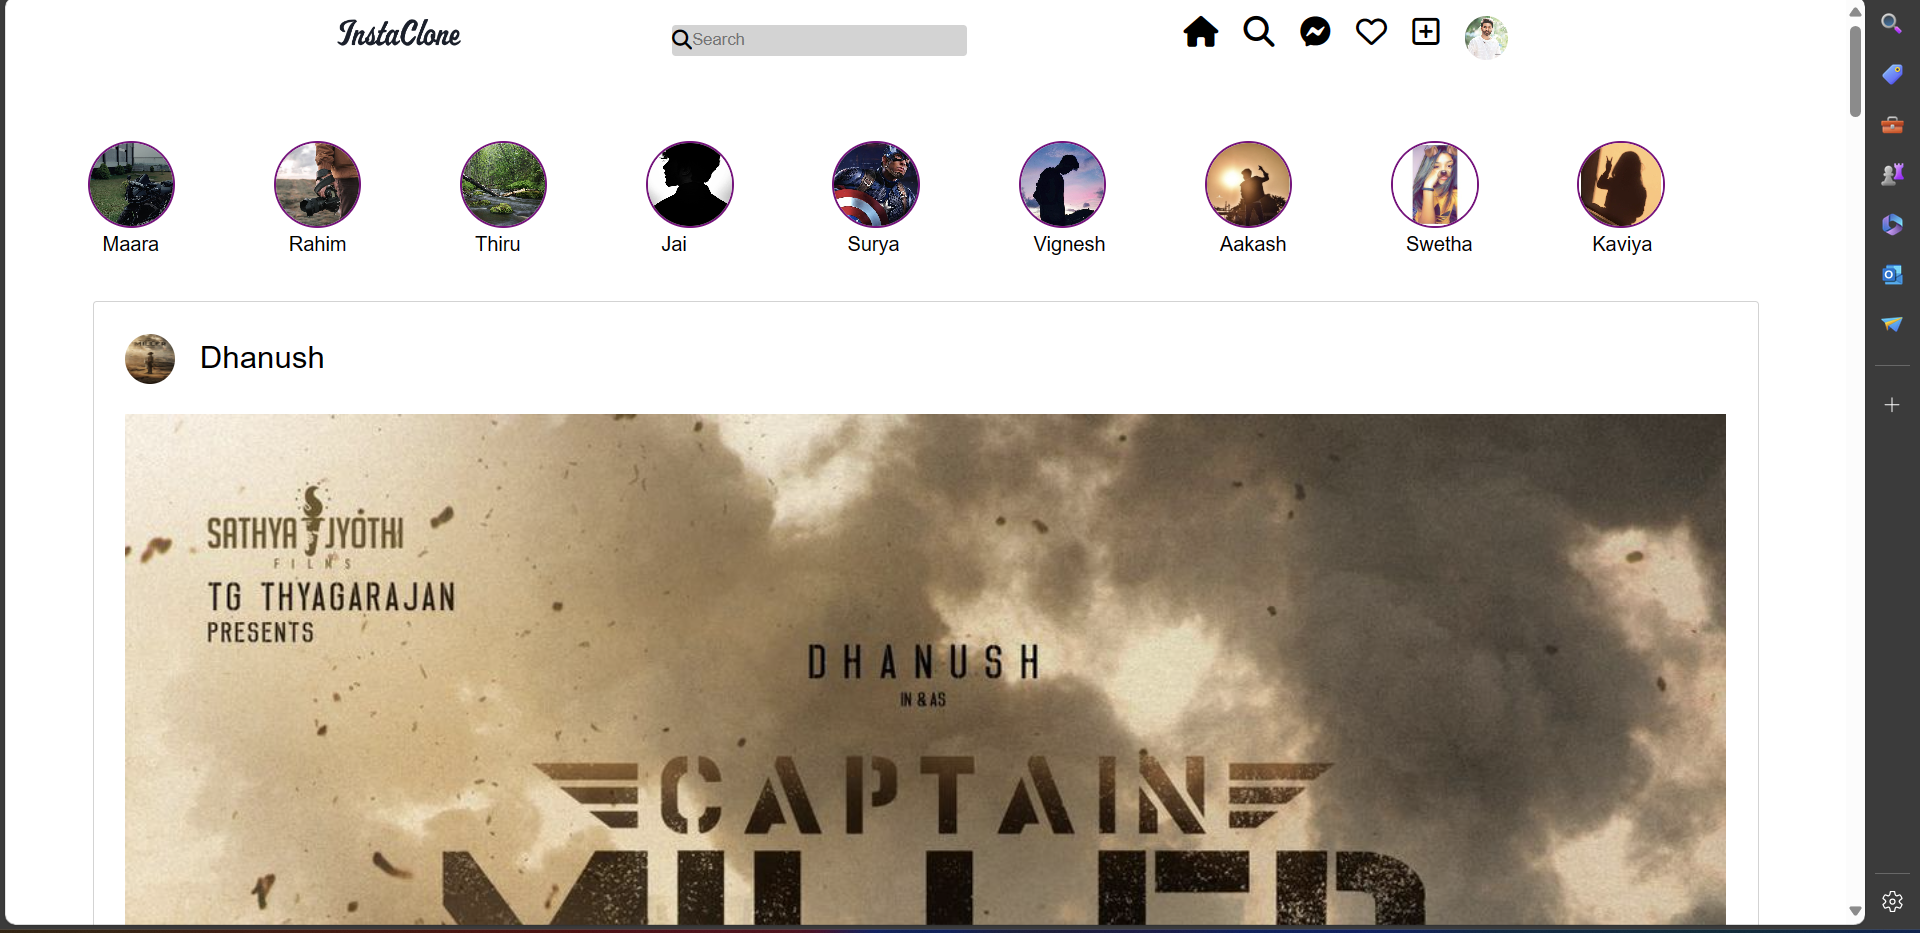 InstaClone
Search
Maara
Rahim
Thiru
Jai
Surya
Vignesh
Aakash
Swetha
Kaviya
Dhanush
SATHYA JYOTHI
FILMS
TG THYAGARAJAN
PRESENTS
DHANUSH
IN & AS
CAPTAIN
MILLER